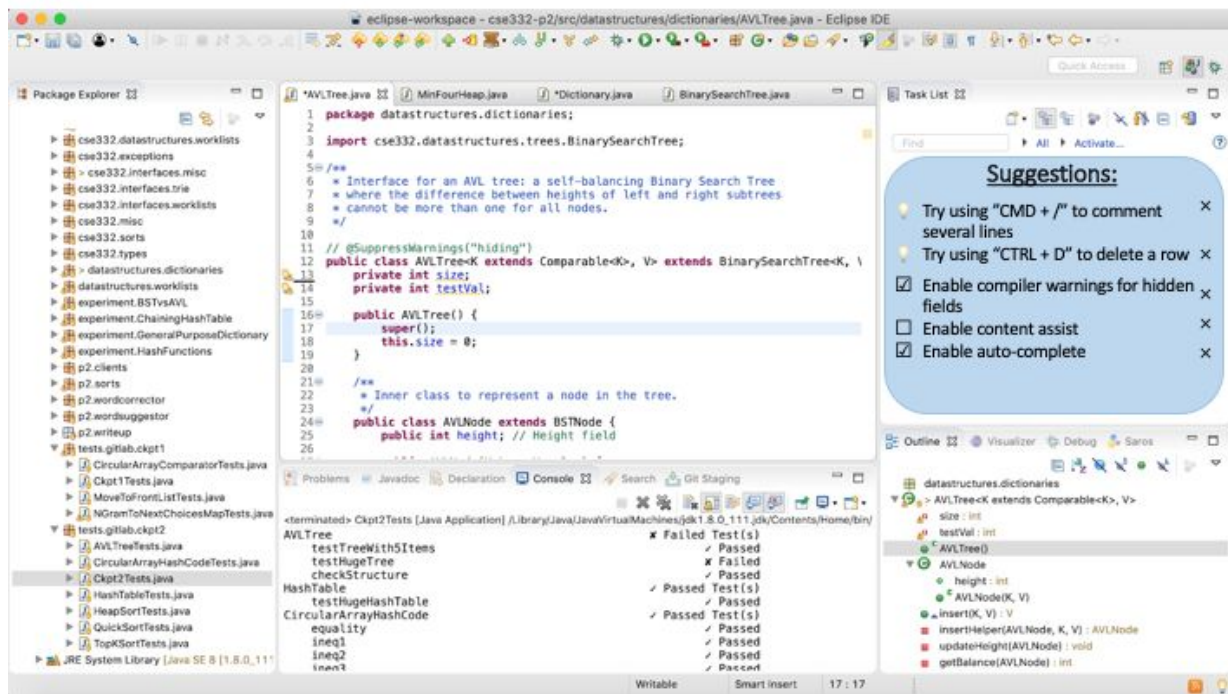 eclipse-workspace - cse332-p2/src/datastructures/dictionaries/AVLTree.java - Eclipse IDE
Quick Access
Package Explorer
cse332.datastructures.worklists
cse332.exceptions
> cse332.interfaces.misc
cse332.interfaces.trie
cse332.interfaces.worklists
cse332.misc
cse332.sorts
cse332.types
> datastructures.dictionaries
datastructures.worklists
experiment.BSTvsAVL
experiment.ChainingHashTable
experiment.GeneralPurposeDictionary
experiment.HashFunctions
p2.clients
p2.sorts
p2.wordcorrector
p2.wordsuggestor
p2.writeup
tests.gitlab.ckpt1
CircularArrayComparatorTests.java
Ckpt1Tests.java
MoveToFrontListTests.java
NGramToNextChoicesMapTests.java
tests.gitlab.ckpt2
AVLTreeTests.java
CircularArrayHashCodeTests.java
Ckpt2Tests.java
HashTableTests.java
HeapSortTests.java
QuickSortTests.java
TopKSortTests.java
JRE System Library [Java SE 8 [1.8.0_111
*AVLTree.java MinFourHeap.java *Dictionary.java BinarySearchTree.java
1 package datastructures.dictionaries;
2
3 import cse332.datastructures.trees.BinarySearchTree;
4
5 /**
6 * Interface for an AVL tree: a self-balancing Binary Search Tree
7 * where the difference between heights of left and right subtrees
8 * cannot be more than one for all nodes.
9 */
10
11 // @SuppressWarnings("hiding")
12 public class AVLTree<K extends Comparable<K>, V> extends BinarySearchTree<K, \
13 private int size;
14 private int testVal;
15
16 public AVLTree() {
17 super();
18 this.size = 0;
19 }
20
21 /**
22 * Inner class to represent a node in the tree.
23 */
24 public class AVLNode extends BSTNode {
25 public int height; // Height field
26
Problems Javadoc Declaration Console Search Git Staging
<terminated> Ckpt2Tests [Java Application] /Library/Java/JavaVirtualMachines/jdk1.8.0_111.jdk/Contents/Home/bin/
AVLTree ✘ Failed Test(s)
testTreeWith5Items ✓ Passed
testHugeTree ✘ Failed
checkStructure ✓ Passed
HashTable ✓ Passed Test(s)
testHugeHashTable ✓ Passed
CircularArrayHashCode ✓ Passed Test(s)
equality ✓ Passed
ineq1 ✓ Passed
ineq2 ✓ Passed
ineq3 ✓ Passed
Task List
Find All Activate...
Suggestions:
Try using “CMD + /” to comment
several lines
Try using “CTRL + D” to delete a row
Enable compiler warnings for hidden
fields
Enable content assist
Enable auto-complete
Outline Visualizer Debug Saros
datastructures.dictionaries
> AVLTree<K extends Comparable<K>, V>
size : int
testVal : int
AVLTree()
AVLNode
height : int
AVLNode(K, V)
insert(K, V) : V
insertHelper(AVLNode, K, V) : AVLNode
updateHeight(AVLNode) : void
getBalance(AVLNode) : int
Writable Smart Insert 17 : 17